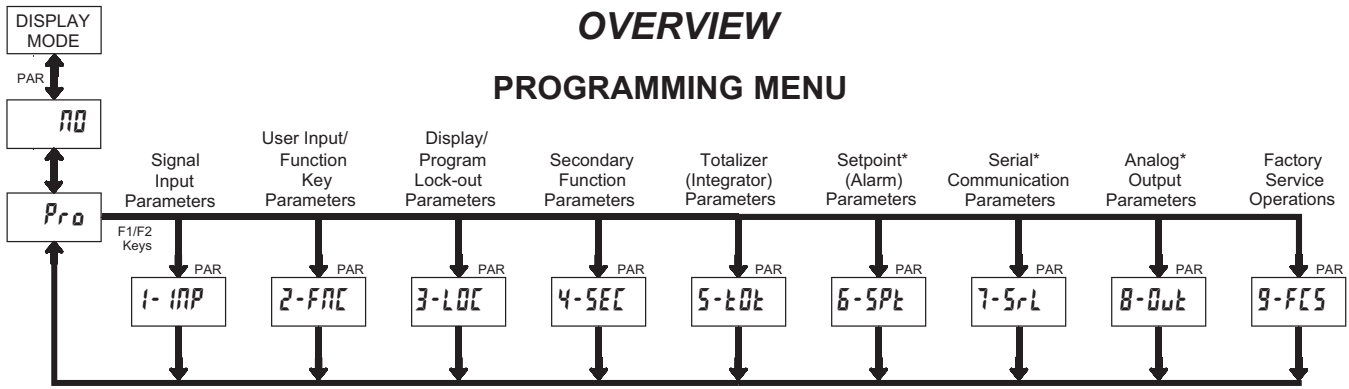 OVERVIEW
PROGRAMMING MENU
DISPLAY
MODE
PAR
NO
Pro
F1/F2
Keys
Signal
Input
Parameters
User Input/
Function
Key
Parameters
Display/
Program
Lock-out
Parameters
Secondary
Function
Parameters
Totalizer
(Integrator)
Parameters
Setpoint*
(Alarm)
Parameters
Serial*
Communication
Parameters
Analog*
Output
Parameters
Factory
Service
Operations
PAR
PAR
PAR
PAR
PAR
PAR
PAR
PAR
PAR
1-INP
2-FNC
3-LOC
4-SEC
5-tOt
6-SPt
7-SrL
8-Out
9-FCS